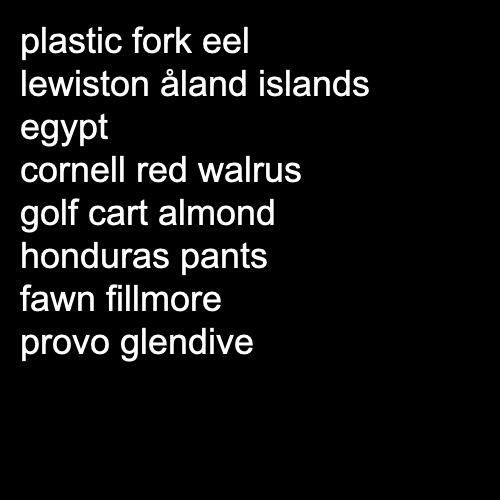 plastic fork eel
lewiston åland islands
egypt
cornell red walrus
golf cart almond
honduras pants
fawn fillmore
provo glendive